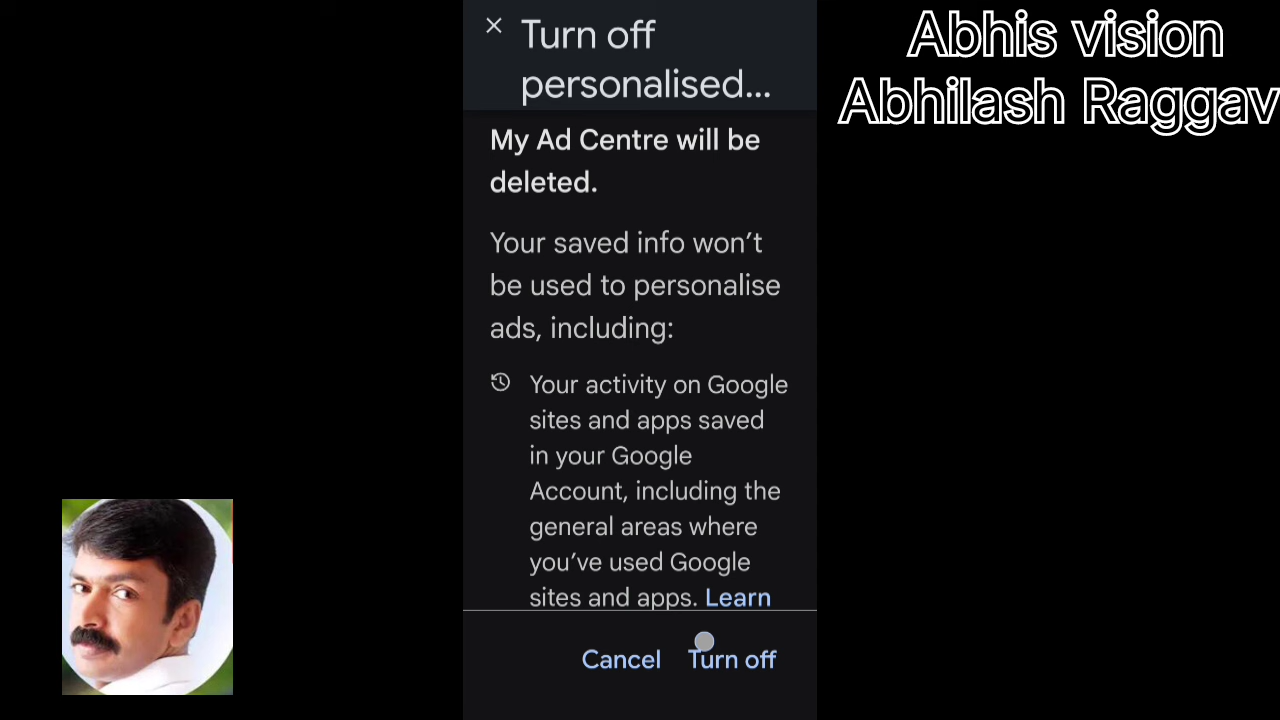 Turn off
personalised...
My Ad Centre will be
deleted.
Your saved info won’t
be used to personalise
ads, including:
Your activity on Google
sites and apps saved
in your Google
Account, including the
general areas where
you’ve used Google
sites and apps. Learn
Cancel Turn off
Abhis vision
Abhilash Raggav